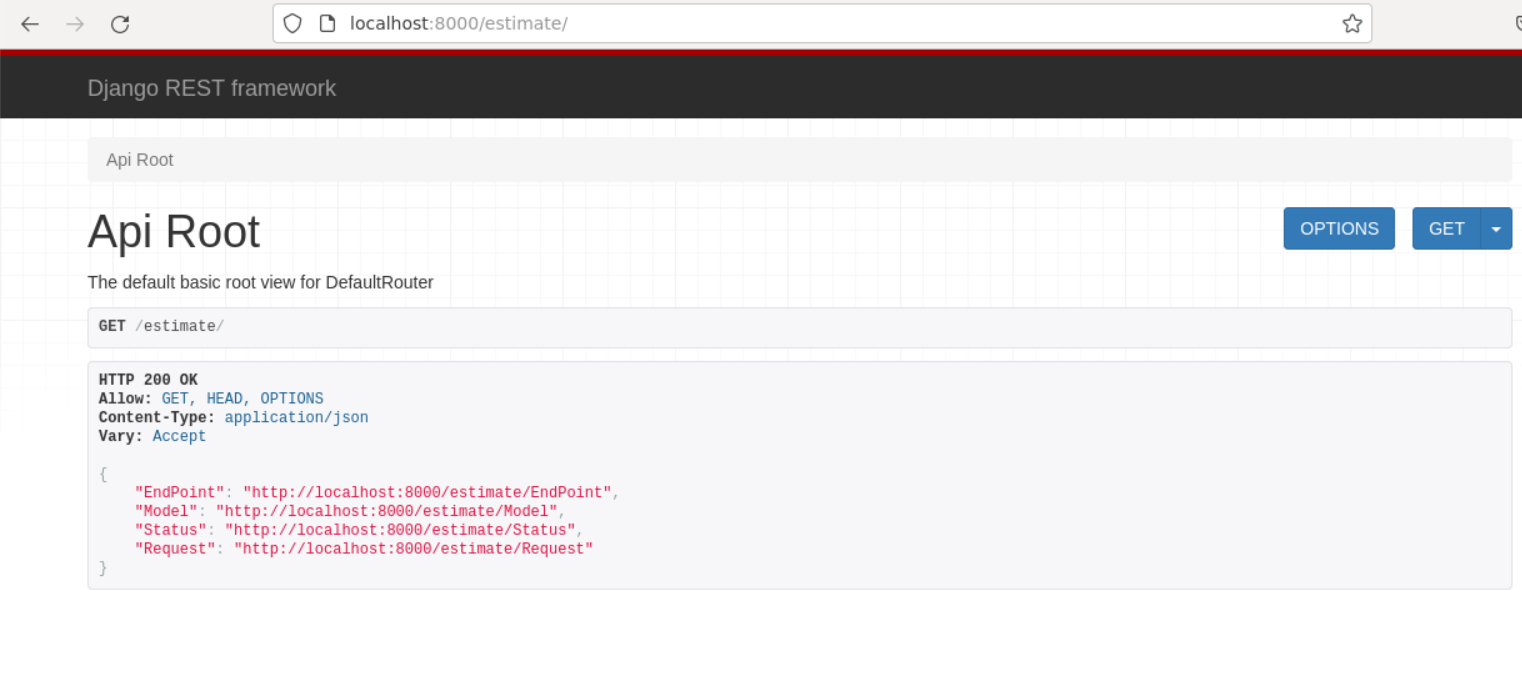 localhost:8000/estimate/
Django REST framework
Api Root
Api Root
OPTIONS
GET
The default basic root view for DefaultRouter
GET /estimate/
HTTP 200 OK
Allow: GET, HEAD, OPTIONS
Content-Type: application/json
Vary: Accept
{
    "EndPoint": "http://localhost:8000/estimate/EndPoint",
    "Model": "http://localhost:8000/estimate/Model",
    "Status": "http://localhost:8000/estimate/Status",
    "Request": "http://localhost:8000/estimate/Request"
}